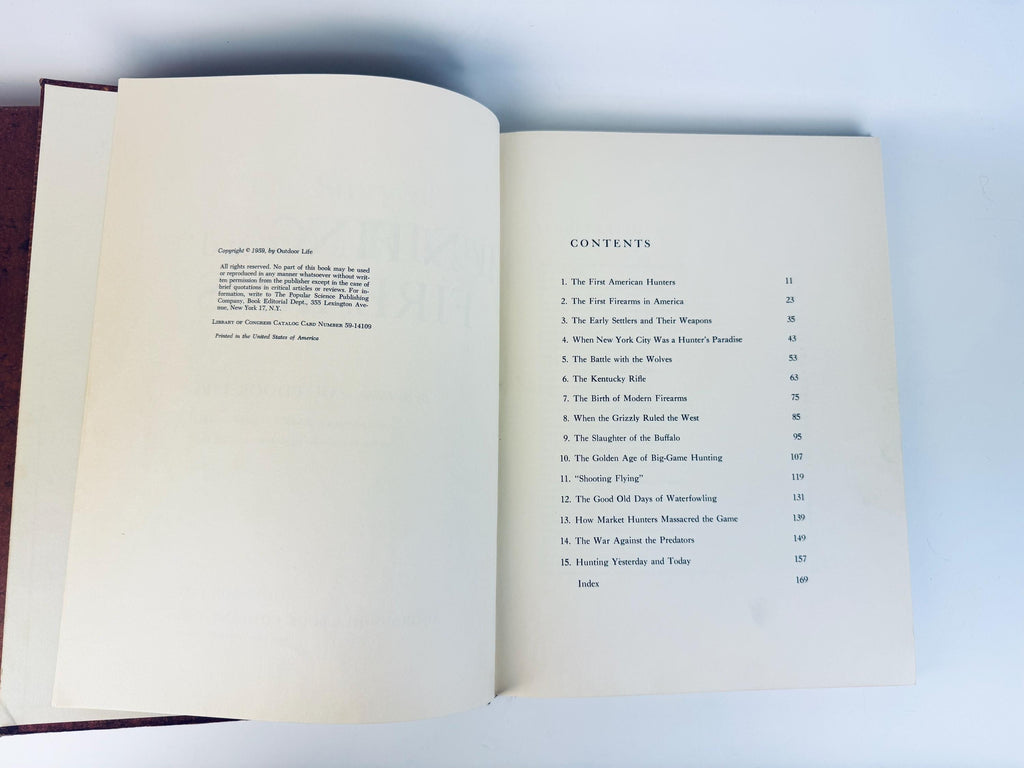 Copyright © 1959, by Outdoor Life
All rights reserved. No part of this book may be used
or reproduced in any manner whatsoever without writ-
ten permission from the publisher except in the case of
brief quotations in critical articles or reviews. For in-
formation, write to The Popular Science Publishing
Company, Book Editorial Dept., 355 Lexington Ave-
nue, New York 17, N.Y.
LIBRARY OF CONGRESS CATALOG CARD NUMBER 59-14109
Printed in the United States of America
CONTENTS
1. The First American Hunters 11
2. The First Firearms in America 23
3. The Early Settlers and Their Weapons 35
4. When New York City Was a Hunter's Paradise 43
5. The Battle with the Wolves 53
6. The Kentucky Rifle 63
7. The Birth of Modern Firearms 75
8. When the Grizzly Ruled the West 85
9. The Slaughter of the Buffalo 95
10. The Golden Age of Big-Game Hunting 107
11. "Shooting Flying" 119
12. The Good Old Days of Waterfowling 131
13. How Market Hunters Massacred the Game 139
14. The War Against the Predators 149
15. Hunting Yesterday and Today 157
Index 169